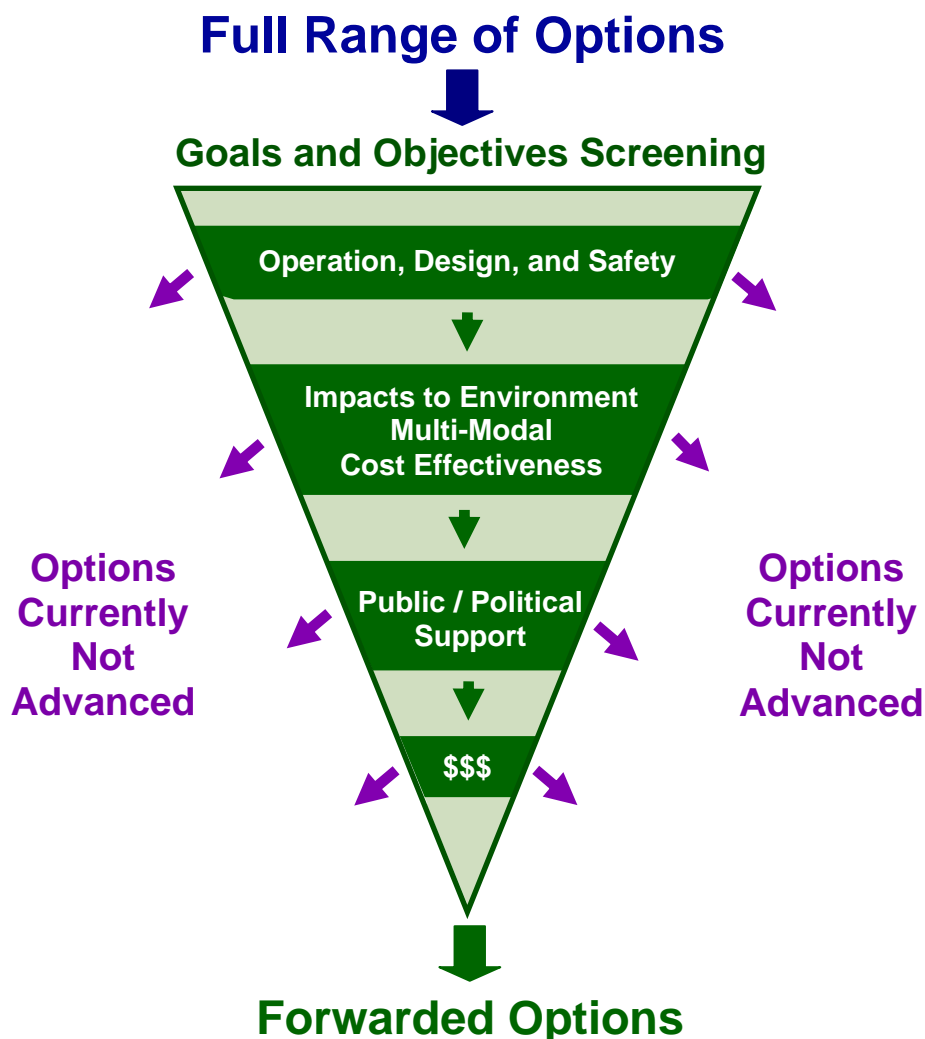 Full Range of Options
Goals and Objectives Screening
Operation, Design, and Safety
Impacts to Environment
Multi-Modal
Cost Effectiveness
Options
Currently
Not
Advanced
Public / Political
Support
Options
Currently
Not
Advanced
$$$
Forwarded Options